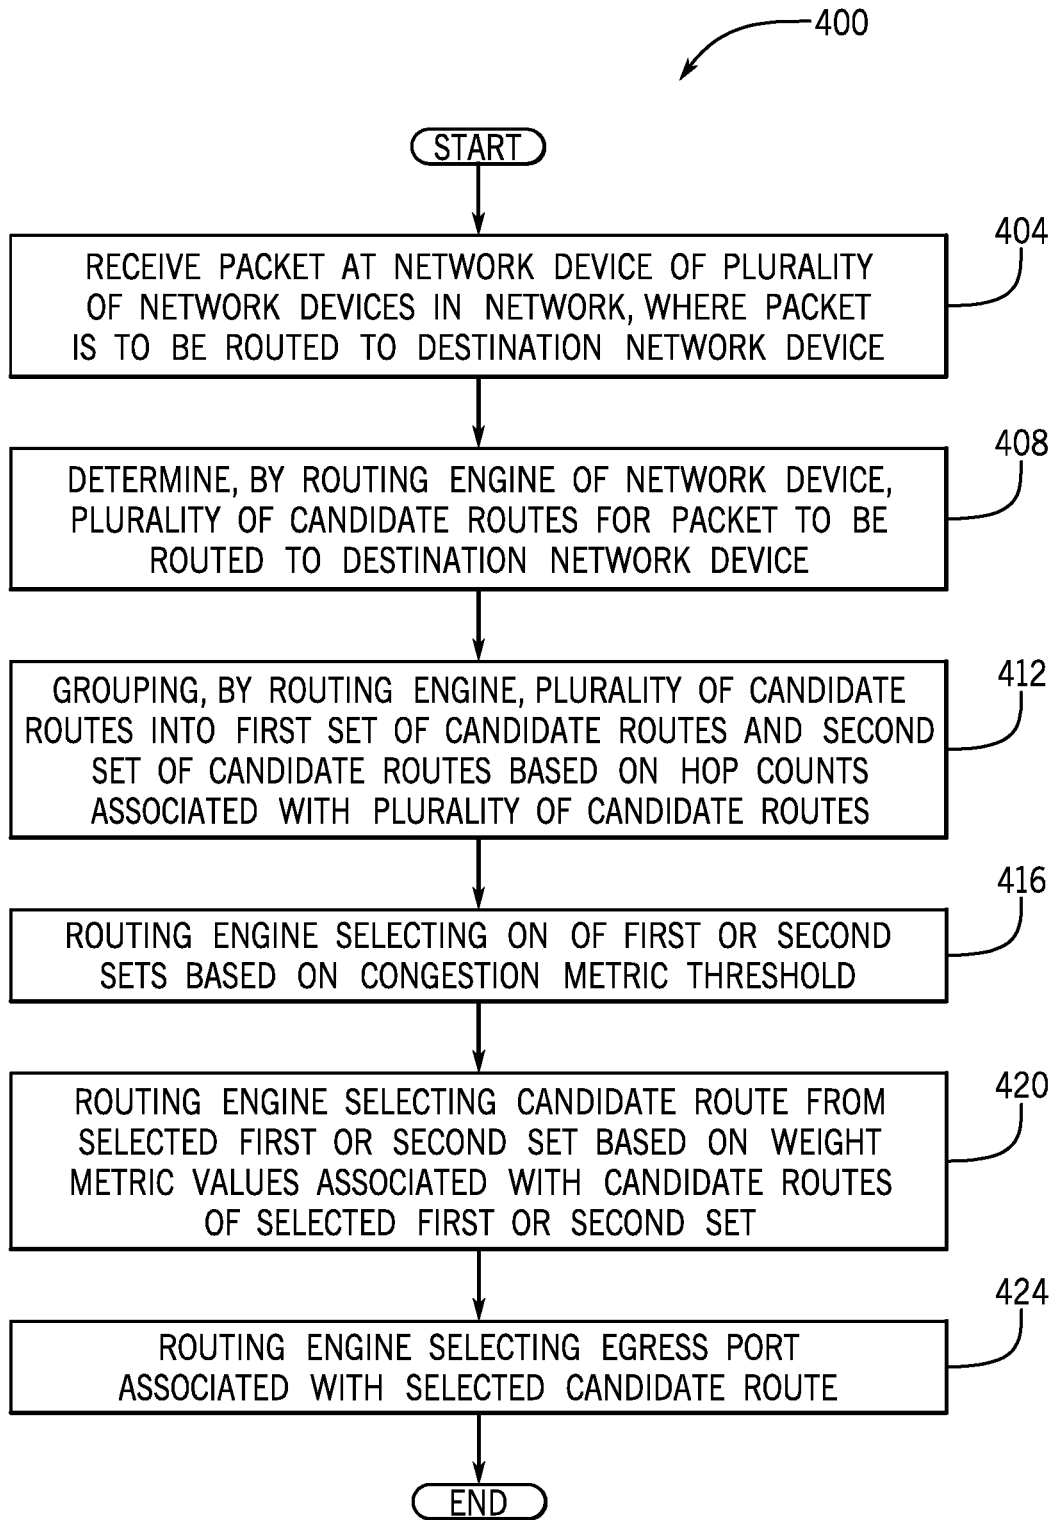 400
START
404
RECEIVE PACKET AT NETWORK DEVICE OF PLURALITY
OF NETWORK DEVICES IN NETWORK, WHERE PACKET
IS TO BE ROUTED TO DESTINATION NETWORK DEVICE
408
DETERMINE, BY ROUTING ENGINE OF NETWORK DEVICE,
PLURALITY OF CANDIDATE ROUTES FOR PACKET TO BE
ROUTED TO DESTINATION NETWORK DEVICE
412
GROUPING, BY ROUTING ENGINE, PLURALITY OF CANDIDATE
ROUTES INTO FIRST SET OF CANDIDATE ROUTES AND SECOND
SET OF CANDIDATE ROUTES BASED ON HOP COUNTS
ASSOCIATED WITH PLURALITY OF CANDIDATE ROUTES
416
ROUTING ENGINE SELECTING ON OF FIRST OR SECOND
SETS BASED ON CONGESTION METRIC THRESHOLD
420
ROUTING ENGINE SELECTING CANDIDATE ROUTE FROM
SELECTED FIRST OR SECOND SET BASED ON WEIGHT
METRIC VALUES ASSOCIATED WITH CANDIDATE ROUTES
OF SELECTED FIRST OR SECOND SET
424
ROUTING ENGINE SELECTING EGRESS PORT
ASSOCIATED WITH SELECTED CANDIDATE ROUTE
END